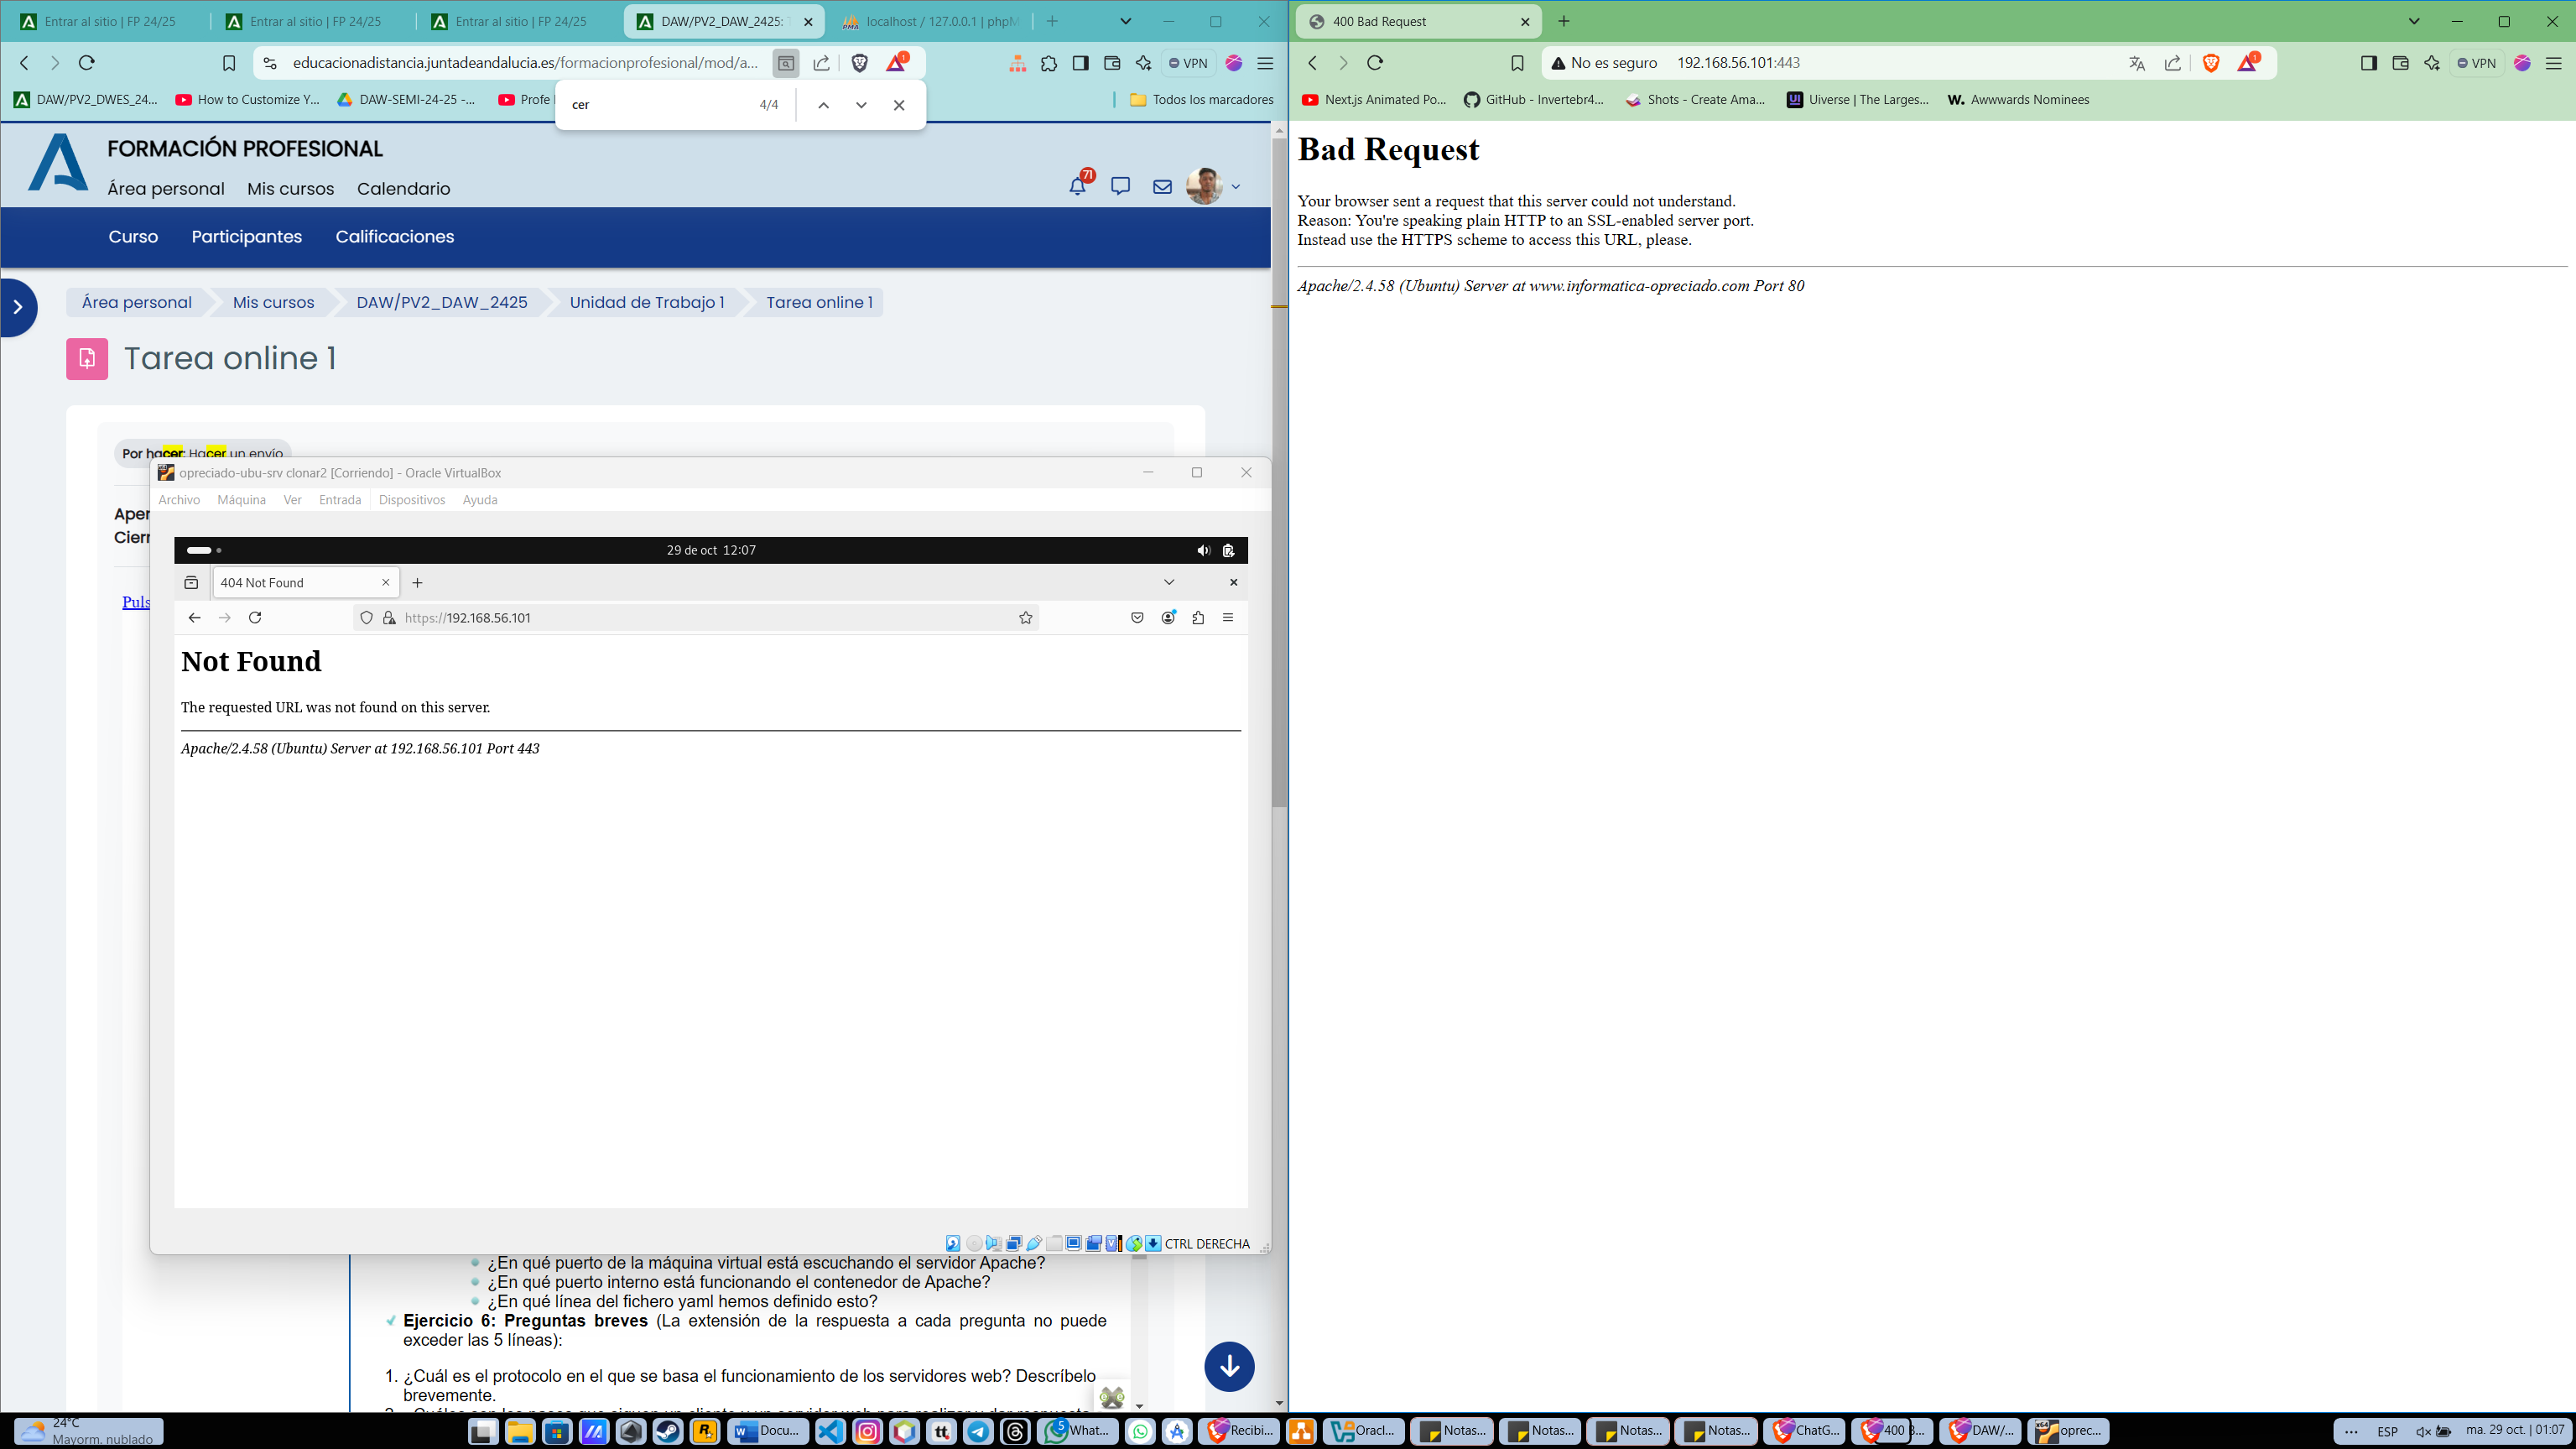 Entrar al sitio | FP 24/25
Entrar al sitio | FP 24/25
Entrar al sitio | FP 24/25
DAW/PV2_DAW_2425:
localhost / 127.0.0.1 | phpM
educacionadistancia.juntadeandalucia.es/formacionprofesional/mod/a...
1
VPN
DAW/PV2_DWES_24...
How to Customize Y...
DAW-SEMI-24-25 -...
Profe
Todos los marcadores
cer
4/4
FORMACIÓN PROFESIONAL
Área personal
Mis cursos
Calendario
71
Curso
Participantes
Calificaciones
Área personal
Mis cursos
DAW/PV2_DAW_2425
Unidad de Trabajo 1
Tarea online 1
Tarea online 1
Por hacer: Hacer un envío
Aper
Cierr
Puls
opreciado-ubu-srv clonar2 [Corriendo] - Oracle VirtualBox
Archivo
Máquina
Ver
Entrada
Dispositivos
Ayuda
29 de oct 12:07
404 Not Found
https://192.168.56.101
Not Found
The requested URL was not found on this server.
Apache/2.4.58 (Ubuntu) Server at 192.168.56.101 Port 443
CTRL DERECHA
¿En qué puerto de la máquina virtual está escuchando el servidor Apache?
¿En qué puerto interno está funcionando el contenedor de Apache?
¿En qué línea del fichero yaml hemos definido esto?
Ejercicio 6: Preguntas breves (La extensión de la respuesta a cada pregunta no puede
exceder las 5 líneas):
1. ¿Cuál es el protocolo en el que se basa el funcionamiento de los servidores web? Descríbelo
brevemente.
400 Bad Request
No es seguro
192.168.56.101:443
1
VPN
Next.js Animated Po...
GitHub - Invertebr4...
Shots - Create Ama...
UI
Uiverse | The Larges...
W. Awwwards Nominees
Bad Request
Your browser sent a request that this server could not understand.
Reason: You're speaking plain HTTP to an SSL-enabled server port.
Instead use the HTTPS scheme to access this URL, please.
Apache/2.4.58 (Ubuntu) Server at www.informatica-opreciado.com Port 80
24°C
Mayorm. nublado
Docu...
5
What...
Recibi...
Oracl...
Notas...
Notas...
Notas...
Notas...
ChatG...
400 B...
DAW/...
oprec...
ESP
ma. 29 oct. | 01:07